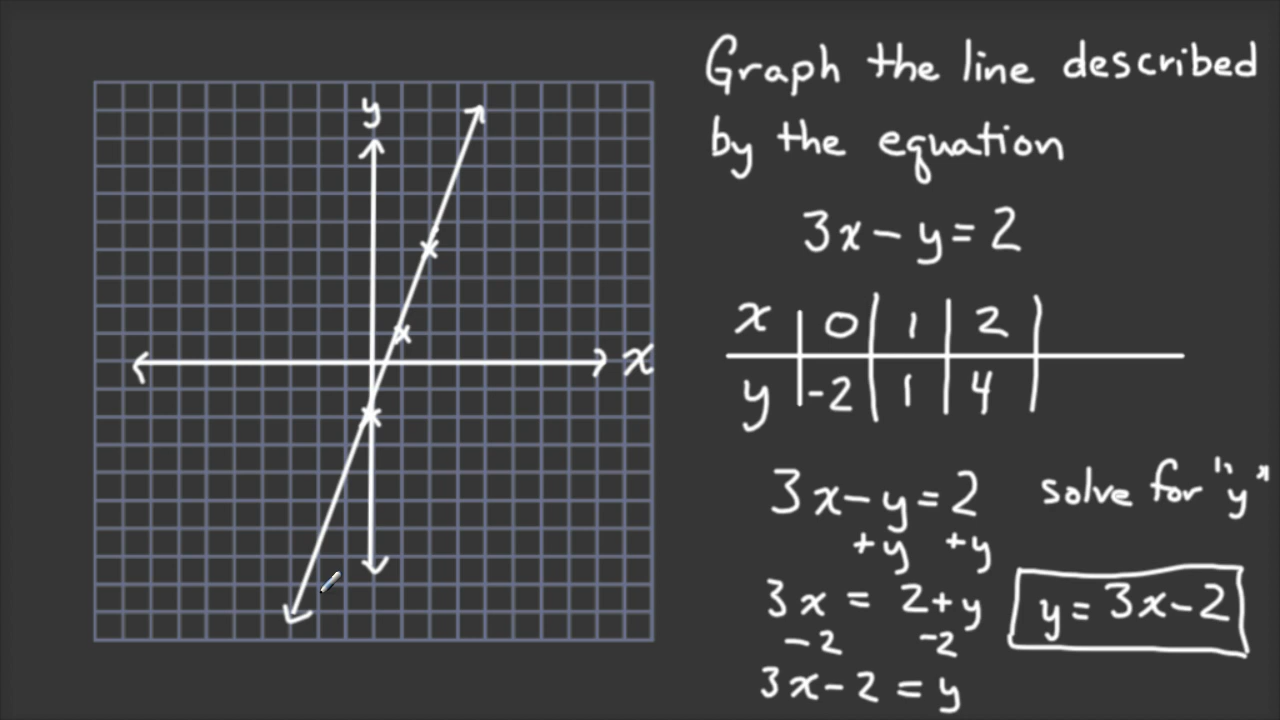 y
x
Graph the line described
by the equation
3x - y = 2
x | 0 | 1 | 2 |
y | -2 | 1 | 4 |
3x - y = 2 solve for "y"
+y +y
3x = 2 + y
-2 -2
3x - 2 = y
y = 3x - 2